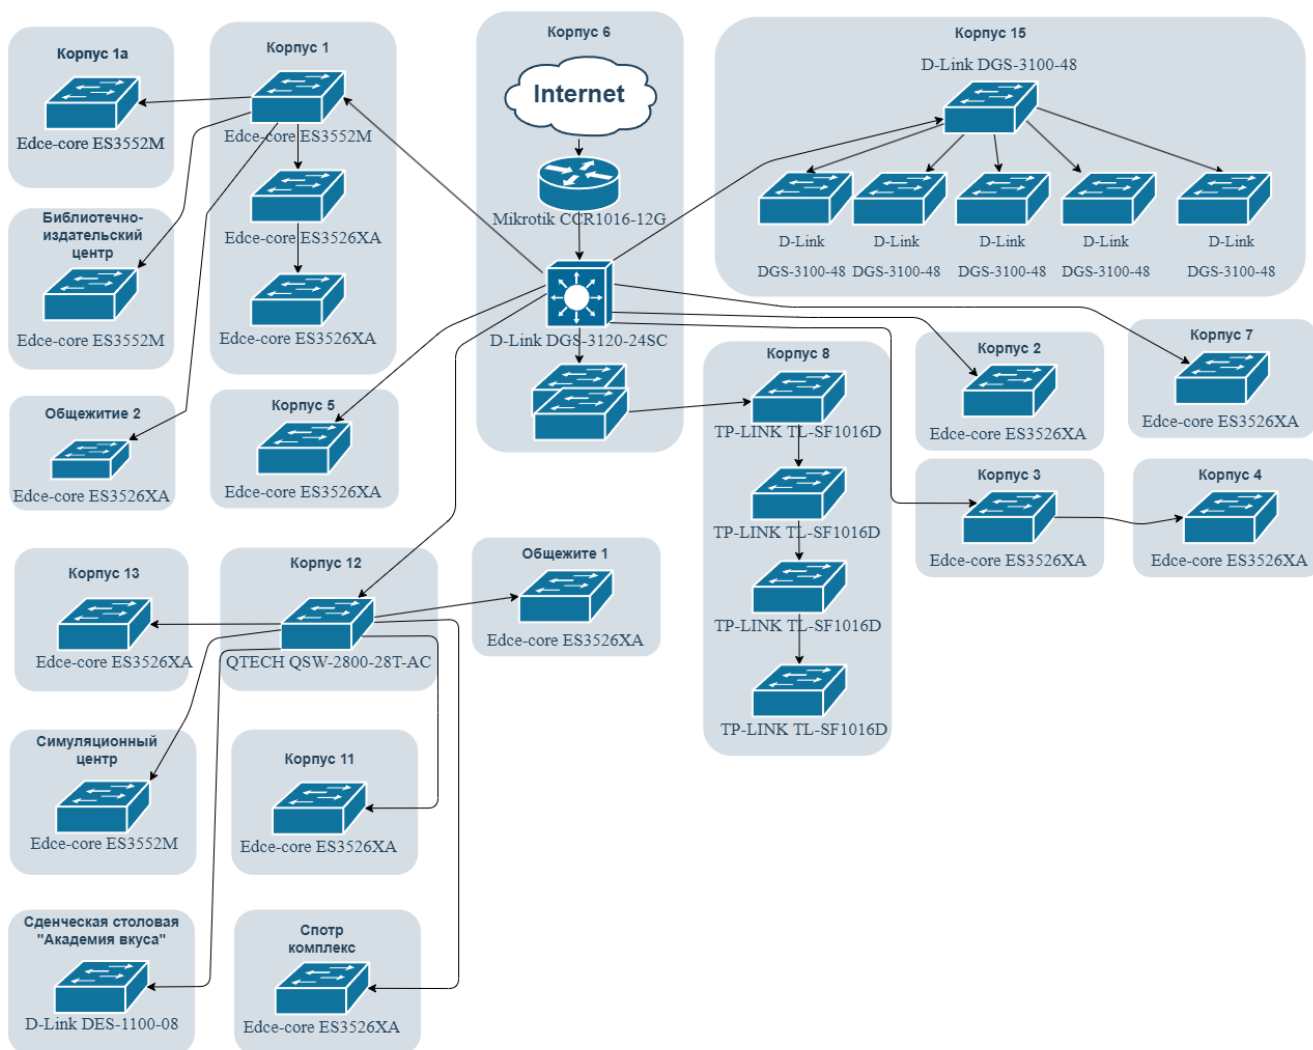 Корпус 1а
Edce-core ES3552M
Библиотечно-
издательский
центр
Edce-core ES3552M
Общежитие 2
Edce-core ES3526XA
Корпус 1
Edce-core ES3552M
Edce-core ES3526XA
Edce-core ES3526XA
Корпус 5
Edce-core ES3526XA
Корпус 6
Internet
Mikrotik CCR1016-12G
D-Link DGS-3120-24SC
Корпус 15
D-Link DGS-3100-48
D-Link
DGS-3100-48
D-Link
DGS-3100-48
D-Link
DGS-3100-48
D-Link
DGS-3100-48
D-Link
DGS-3100-48
Корпус 8
TP-LINK TL-SF1016D
TP-LINK TL-SF1016D
TP-LINK TL-SF1016D
TP-LINK TL-SF1016D
Корпус 2
Edce-core ES3526XA
Корпус 7
Edce-core ES3526XA
Корпус 3
Edce-core ES3526XA
Корпус 4
Edce-core ES3526XA
Корпус 13
Edce-core ES3526XA
Корпус 12
QTECH QSW-2800-28T-AC
Общежите 1
Edce-core ES3526XA
Симуляционный
центр
Edce-core ES3552M
Корпус 11
Edce-core ES3526XA
Сденческая столовая
"Академия вкуса"
D-Link DES-1100-08
Спотр
комплекс
Edce-core ES3526XA